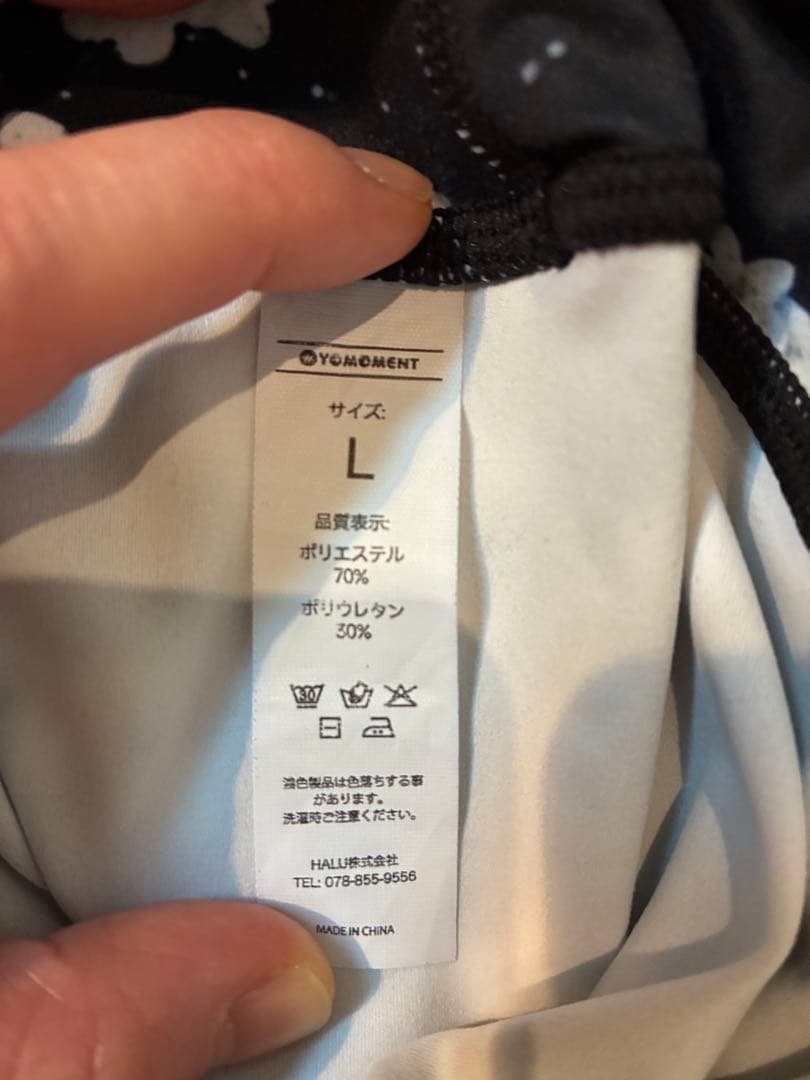 YOMOMENT
サイズ:
L
品質表示:
ポリエステル
70%
ポリウレタン
30%
30
濃色製品は色落ちする事
があります。
洗濯時ご注意ください。
HALU株式会社
TEL: 078-855-9556
MADE IN CHINA